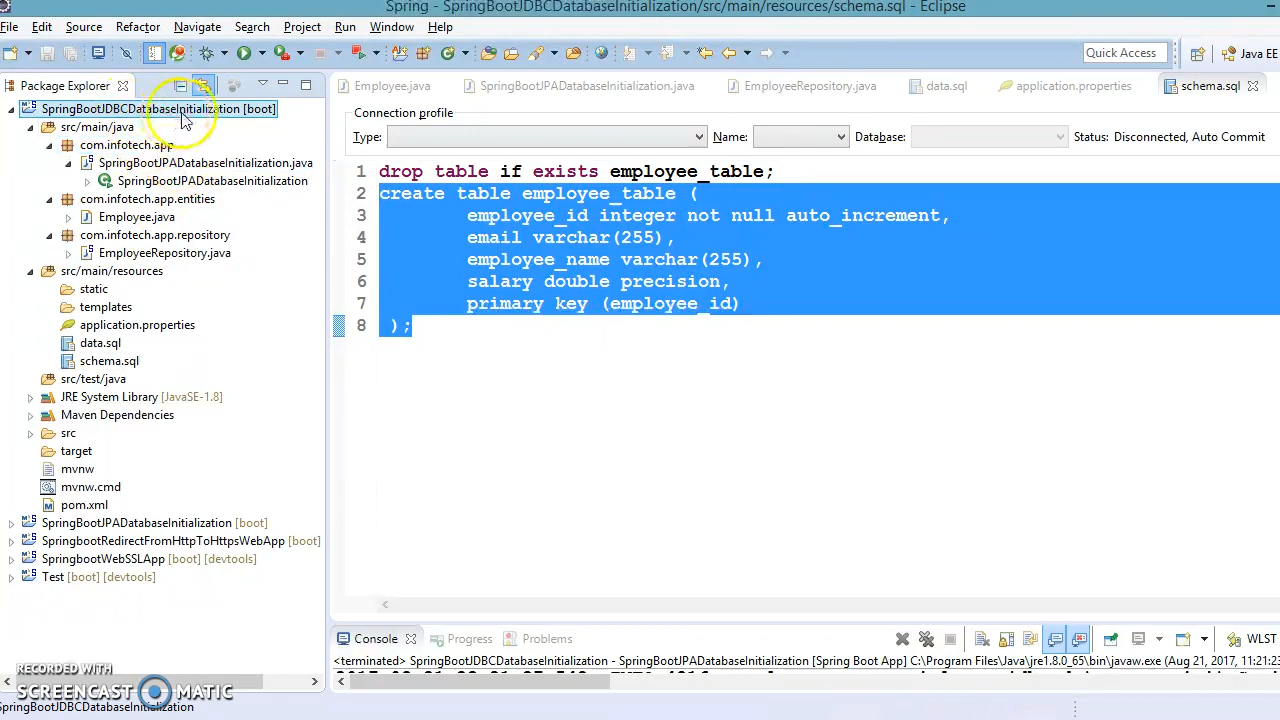 Spring - SpringBootJDBCDatabaseInitialization/src/main/resources/schema.sql - Eclipse
File Edit Source Refactor Navigate Search Project Run Window Help
Quick Access
Java EE
Package Explorer
Employee.java
SpringBootJPADatabaseInitialization.java
EmployeeRepository.java
data.sql
application.properties
schema.sql
SpringBootJDBCDatabaseInitialization [boot]
src/main/java
com.infotech.app
SpringBootJPADatabaseInitialization.java
SpringBootJPADatabaseInitialization
com.infotech.app.entities
Employee.java
com.infotech.app.repository
EmployeeRepository.java
src/main/resources
static
templates
application.properties
data.sql
schema.sql
src/test/java
JRE System Library [JavaSE-1.8]
Maven Dependencies
src
target
mvnw
mvnw.cmd
pom.xml
SpringBootJPADatabaseInitialization [boot]
SpringbootRedirectFromHttpToHttpsWebApp [boot]
SpringbootWebSSLApp [boot] [devtools]
Test [boot] [devtools]
Connection profile
Type: Name: Database: Status: Disconnected, Auto Commit
1 drop table if exists employee_table;
2 create table employee_table (
3 employee_id integer not null auto_increment,
4 email varchar(255),
5 employee_name varchar(255),
6 salary double precision,
7 primary key (employee_id)
8 );
Console Progress Problems
WLST
<terminated> SpringBootJDBCDatabaseInitialization - SpringBootJPADatabaseInitialization [Spring Boot App] C:\Program Files\Java\jre1.8.0_65\bin\javaw.exe (Aug 21, 2017, 11:21:23
RECORDED WITH
SCREENCAST MATIC
SpringBootJDBCDatabaseInitialization